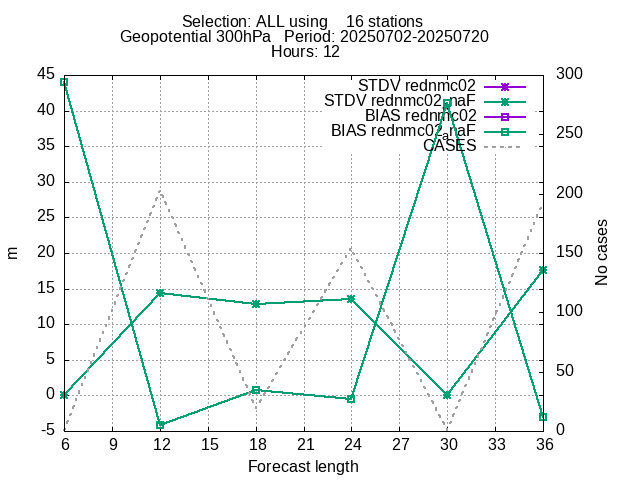 Selection: ALL using    16 stations
Geopotential 300hPa   Period: 20250702-20250720
Hours: 12
STDV rednmc02
STDV rednmc02_naF
BIAS rednmc02
BIAS rednmc02_naF
CASES
45
40
35
30
25
20
15
10
5
0
-5
m
300
250
200
150
100
50
0
No cases
6 9 12 15 18 21 24 27 30 33 36
Forecast length